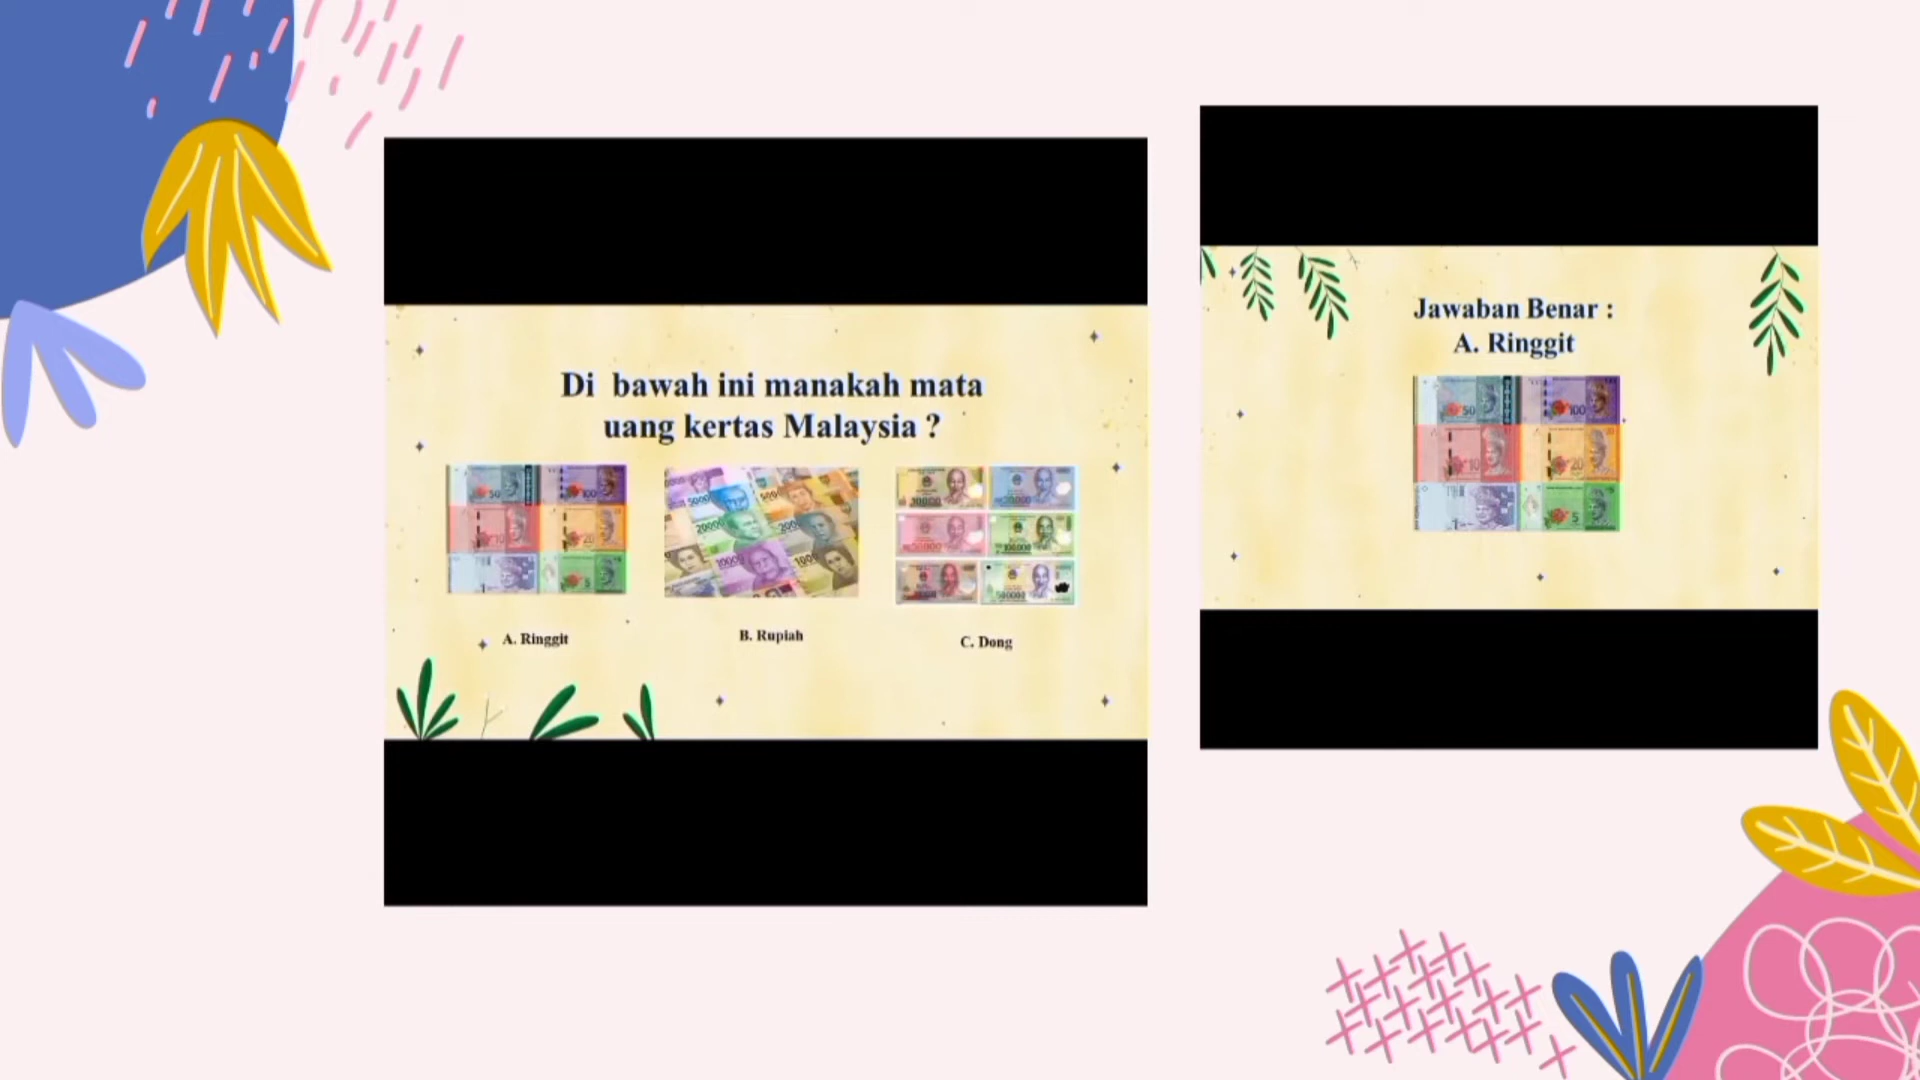 Di bawah ini manakah mata
uang kertas Malaysia ?
A. Ringgit
B. Rupiah
C. Dong
Jawaban Benar :
A. Ringgit